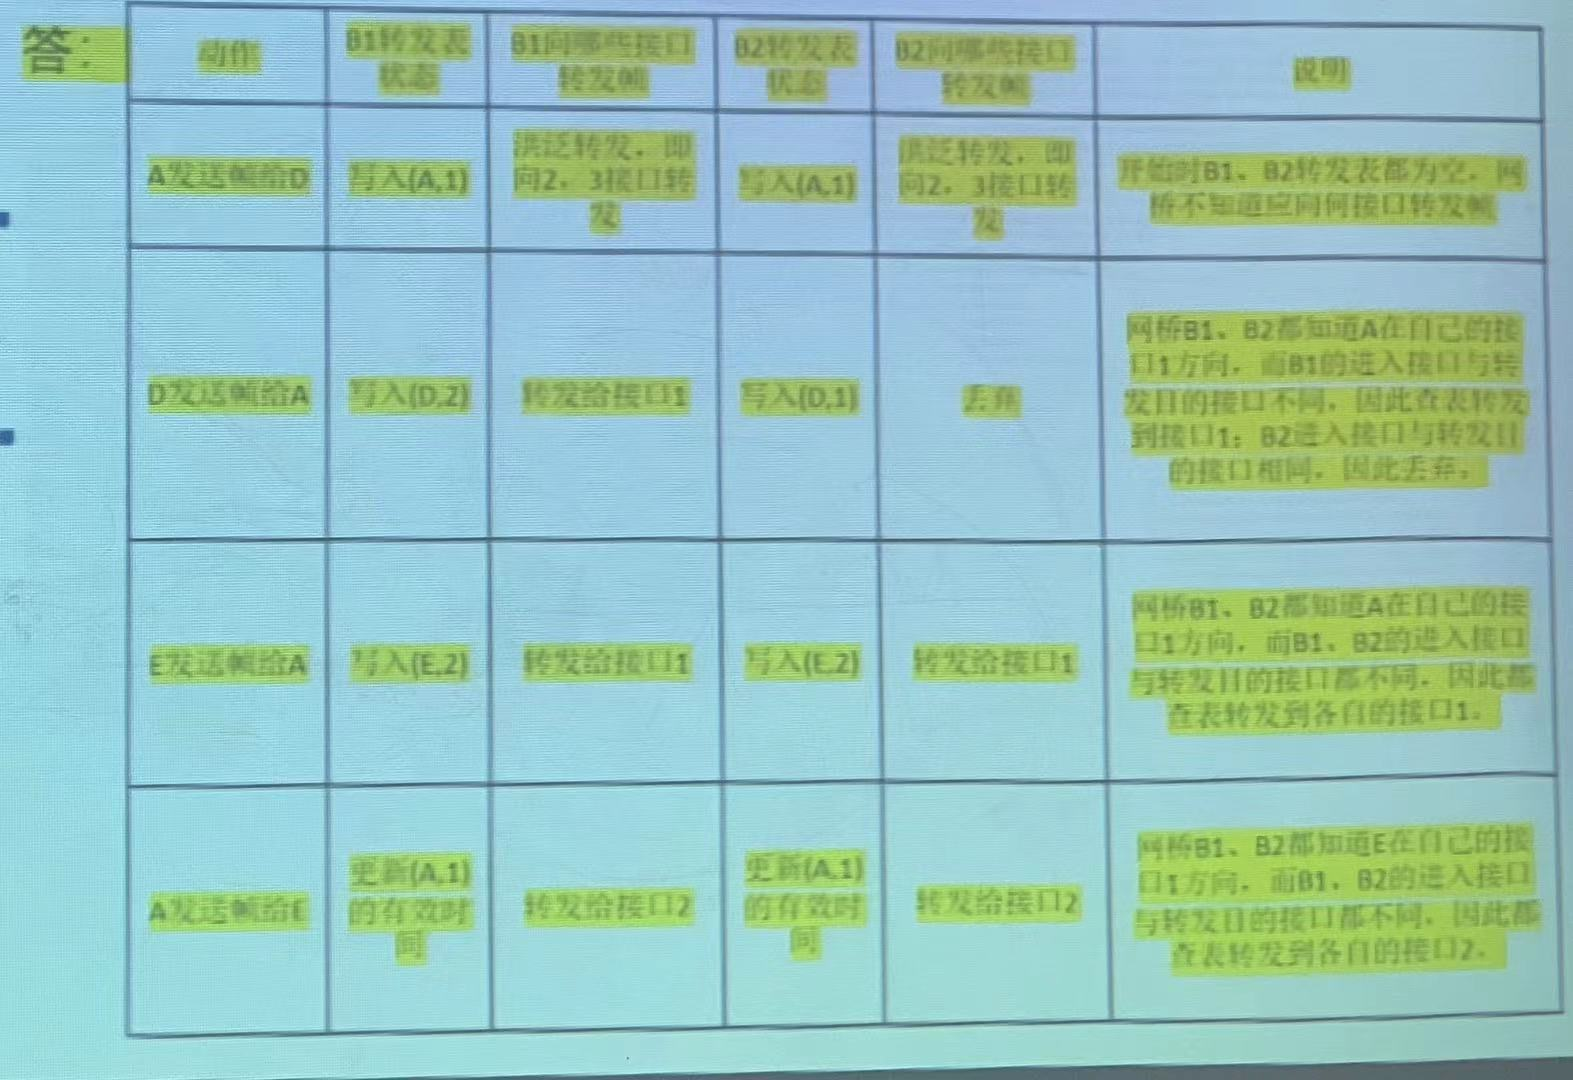 答：
动作
B1转发表
状态
B1向哪些接口
转发帧
B2转发表
状态
B2向哪些接口
转发帧
说明
A发送帧给D
写入(A,1)
洪泛转发，即
向2，3接口转
发
写入(A,1)
洪泛转发，即
向2，3接口转
发
开始时B1、B2转发表都为空，网
桥不知道应向何接口转发帧
D发送帧给A
写入(D,2)
转发给接口1
写入(D,1)
丢弃
网桥B1、B2都知道A在自己的接
口1方向，而B1的进入接口与转
发目的接口不同，因此查表转发
到接口1；B2进入接口与转发目
的接口相同，因此丢弃。
E发送帧给A
写入(E,2)
转发给接口1
写入(E,2)
转发给接口1
网桥B1、B2都知道A在自己的接
口1方向，而B1、B2的进入接口
与转发目的接口都不同，因此都
查表转发到各自的接口1。
A发送帧给E
更新(A,1)
的有效时
间
转发给接口2
更新(A,1)
的有效时
间
转发给接口2
网桥B1、B2都知道E在自己的接
口1方向，而B1、B2的进入接口
与转发目的接口都不同，因此都
查表转发到各自的接口2。